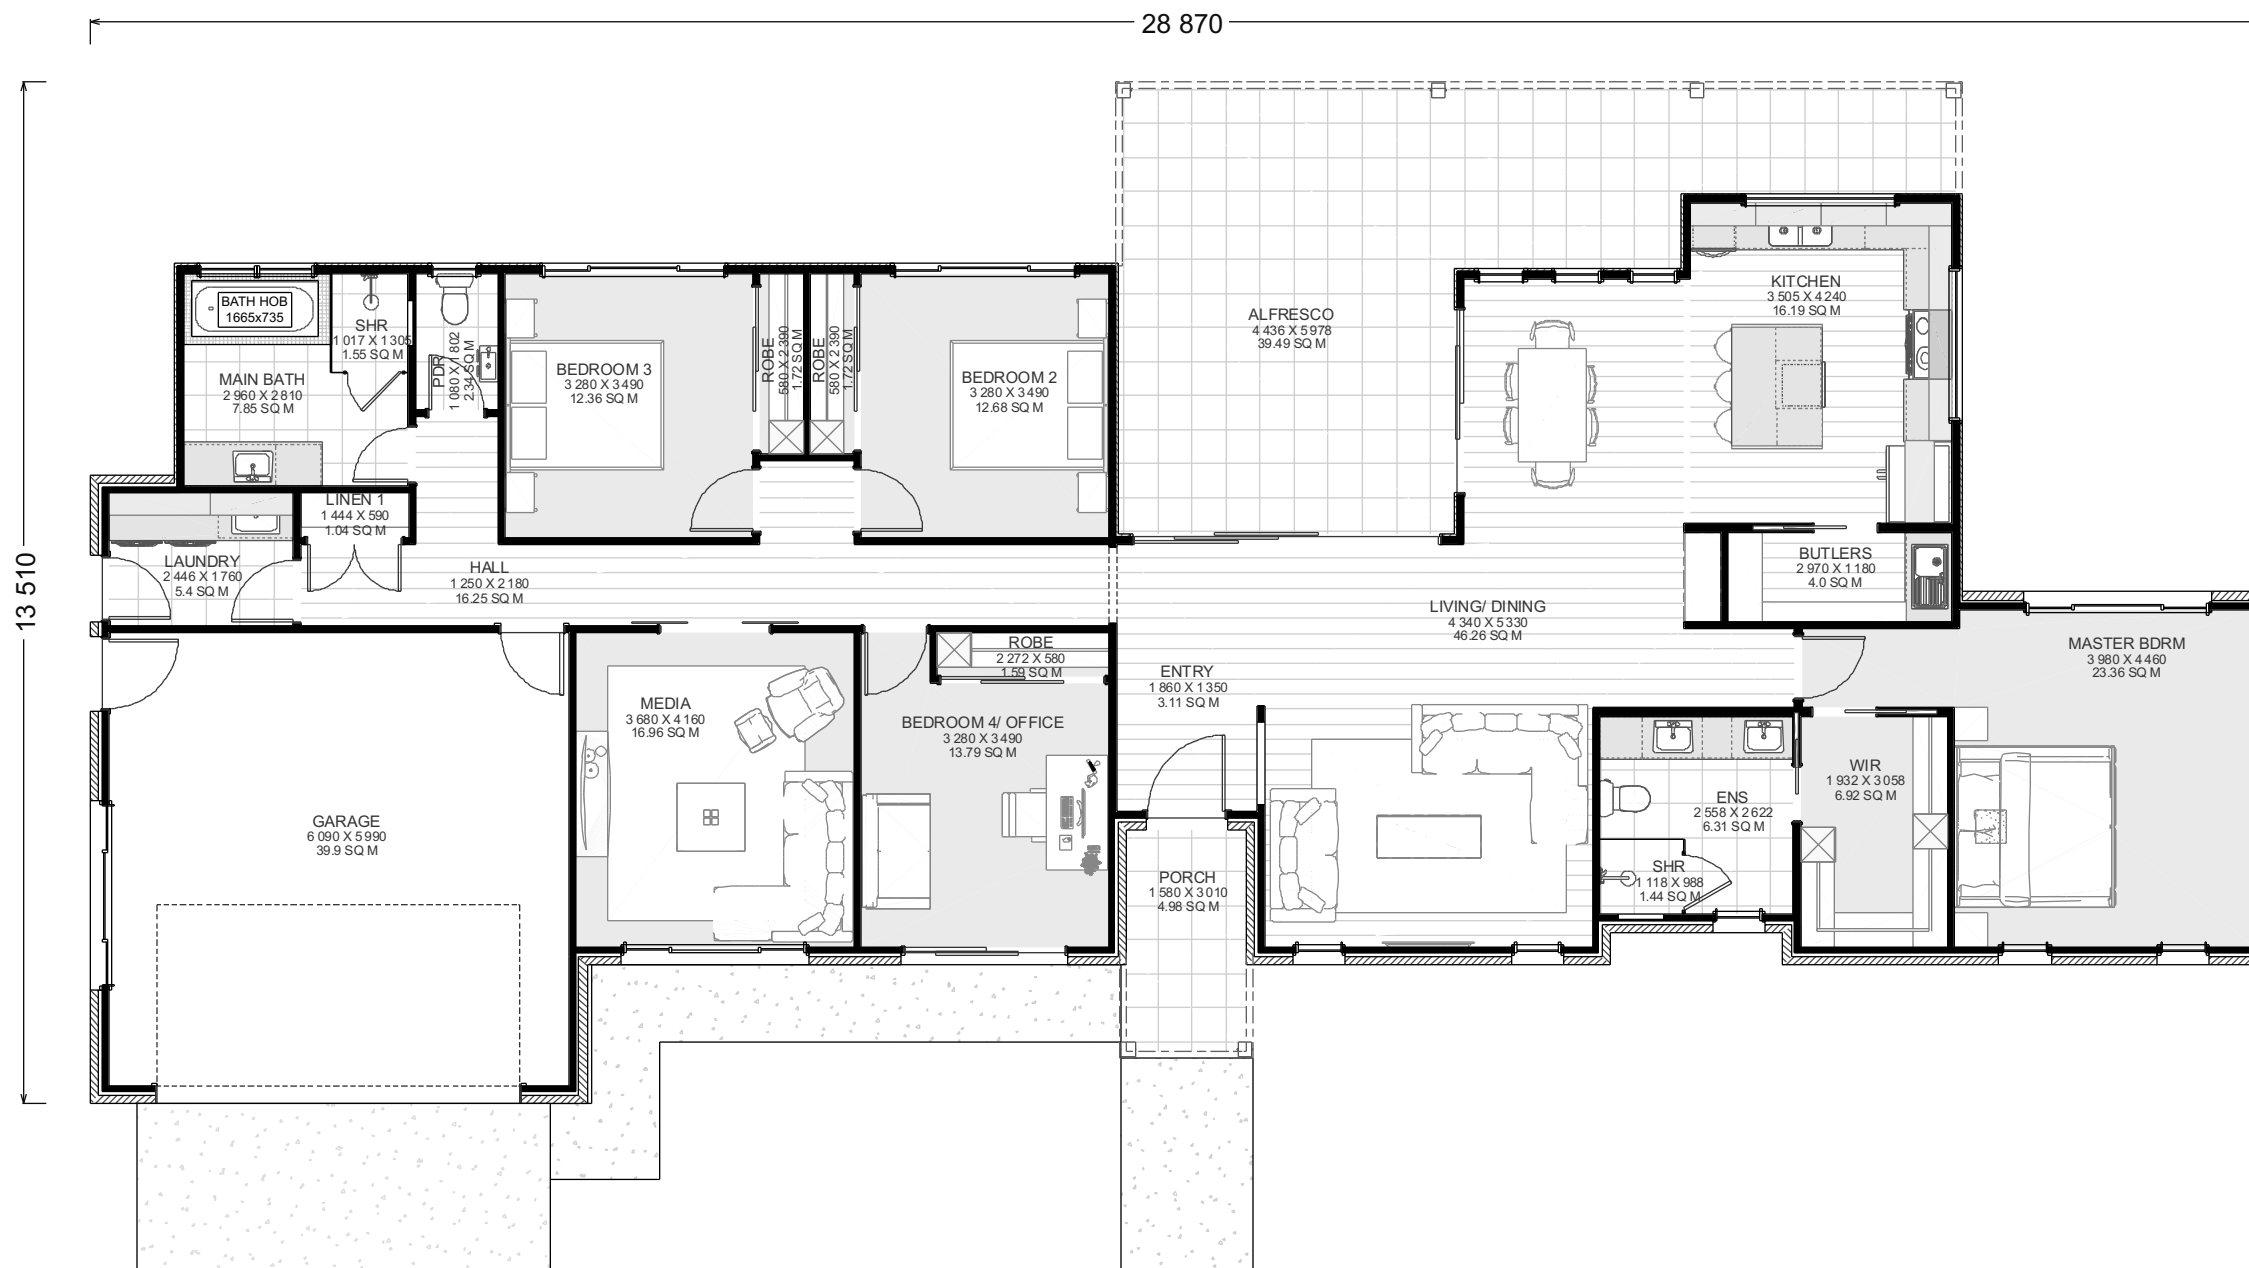 28 870
13 510
BATH HOB
1665x735
SHR
1 017 X 1 305
1.55 SQ M
MAIN BATH
2 960 X 2 810
7.85 SQ M
PDR
1 080 X 1 802
2.34 SQ M
BEDROOM 3
3 280 X 3 490
12.36 SQ M
ROBE
580 X 2 390
1.72 SQ M
ROBE
580 X 2 390
1.72 SQ M
BEDROOM 2
3 280 X 3 490
12.68 SQ M
ALFRESCO
4 436 X 5 978
39.49 SQ M
KITCHEN
3 505 X 4 240
16.19 SQ M
LINEN 1
1 444 X 590
1.04 SQ M
LAUNDRY
2 446 X 1 760
5.4 SQ M
HALL
1 250 X 2 180
16.25 SQ M
BUTLERS
2 970 X 1 180
4.0 SQ M
LIVING/ DINING
4 340 X 5 330
46.26 SQ M
ROBE
2 272 X 580
1.59 SQ M
MASTER BDRM
3 980 X 4 460
23.36 SQ M
ENTRY
1 860 X 1 350
3.11 SQ M
MEDIA
3 680 X 4 160
16.96 SQ M
BEDROOM 4/ OFFICE
3 280 X 3 490
13.79 SQ M
WIR
1 932 X 3 058
6.92 SQ M
ENS
2 558 X 2 622
6.31 SQ M
GARAGE
6 090 X 5 990
39.9 SQ M
PORCH
1 580 X 3 010
4.98 SQ M
SHR
1 118 X 988
1.44 SQ M